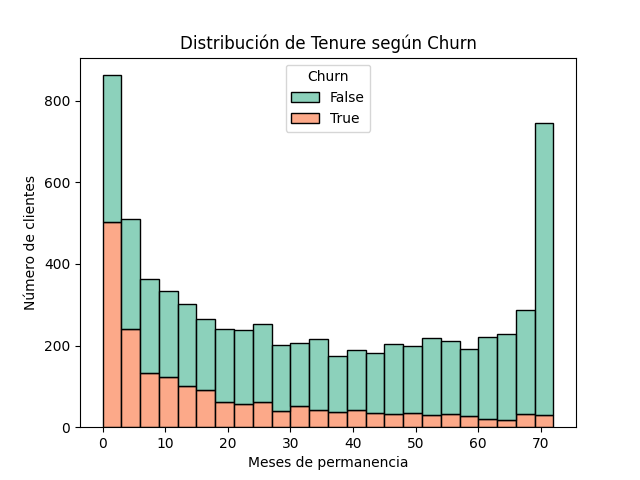 Distribución de Tenure según Churn
Churn
False
True
Número de clientes
800
600
400
200
0
0 10 20 30 40 50 60 70
Meses de permanencia